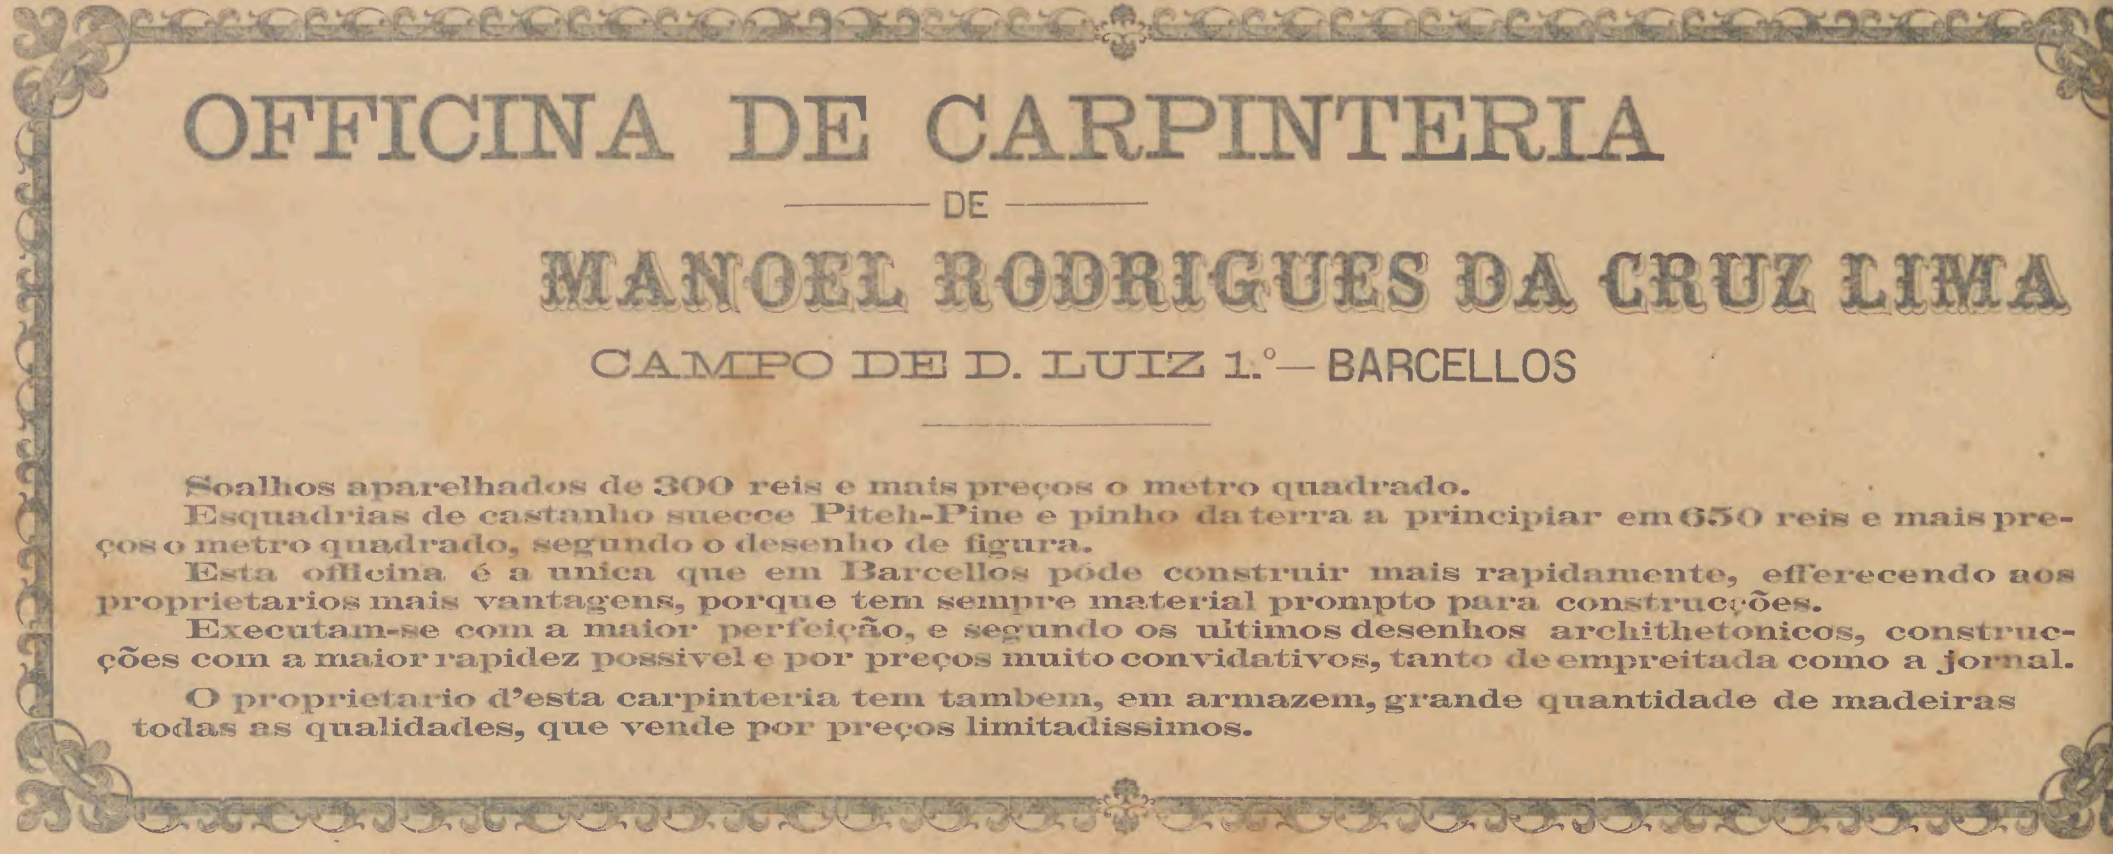 OFFICINA DE CARPINTERIA
DE
MANOEL RODRIGUES DA CRUZ LIMA
CAMPO DE D. LUIZ 1.º — BARCELLOS
Soalhos aparelhados de 300 reis e mais preços o metro quadrado.
Esquadrias de castanho suecce Piteh-Pine e pinho da terra a principiar em 650 reis e mais pre-
ços o metro quadrado, segundo o desenho de figura.
Esta officina é a unica que em Barcellos póde construir mais rapidamente, efferecendo aos
proprietarios mais vantagens, porque tem sempre material prompto para construcções.
Executam-se com a maior perfeição, e segundo os ultimos desenhos archithetonicos, construc-
ções com a maior rapidez possivel e por preços muito convidativos, tanto de empreitada como a jornal.
O proprietario d'esta carpinteria tem tambem, em armazem, grande quantidade de madeiras
todas as qualidades, que vende por preços limitadissimos.